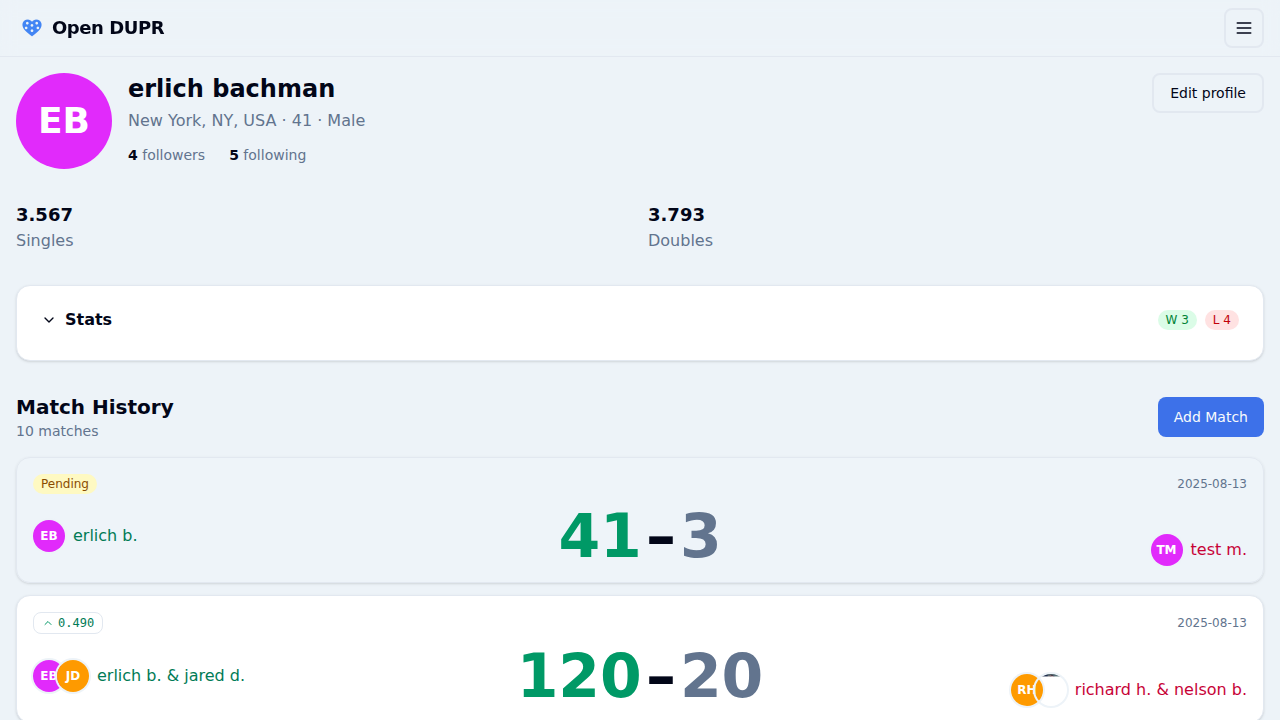 Open DUPR
EB
erlich bachman
New York, NY, USA · 41 · Male
4 followers 5 following
Edit profile
3.567
Singles
3.793
Doubles
Stats
W 3 L 4
Match History
10 matches
Add Match
Pending
2025-08-13
EB erlich b.
41–3
TM test m.
0.490
2025-08-13
EB JD erlich b. & jared d.
120–20
RH richard h. & nelson b.